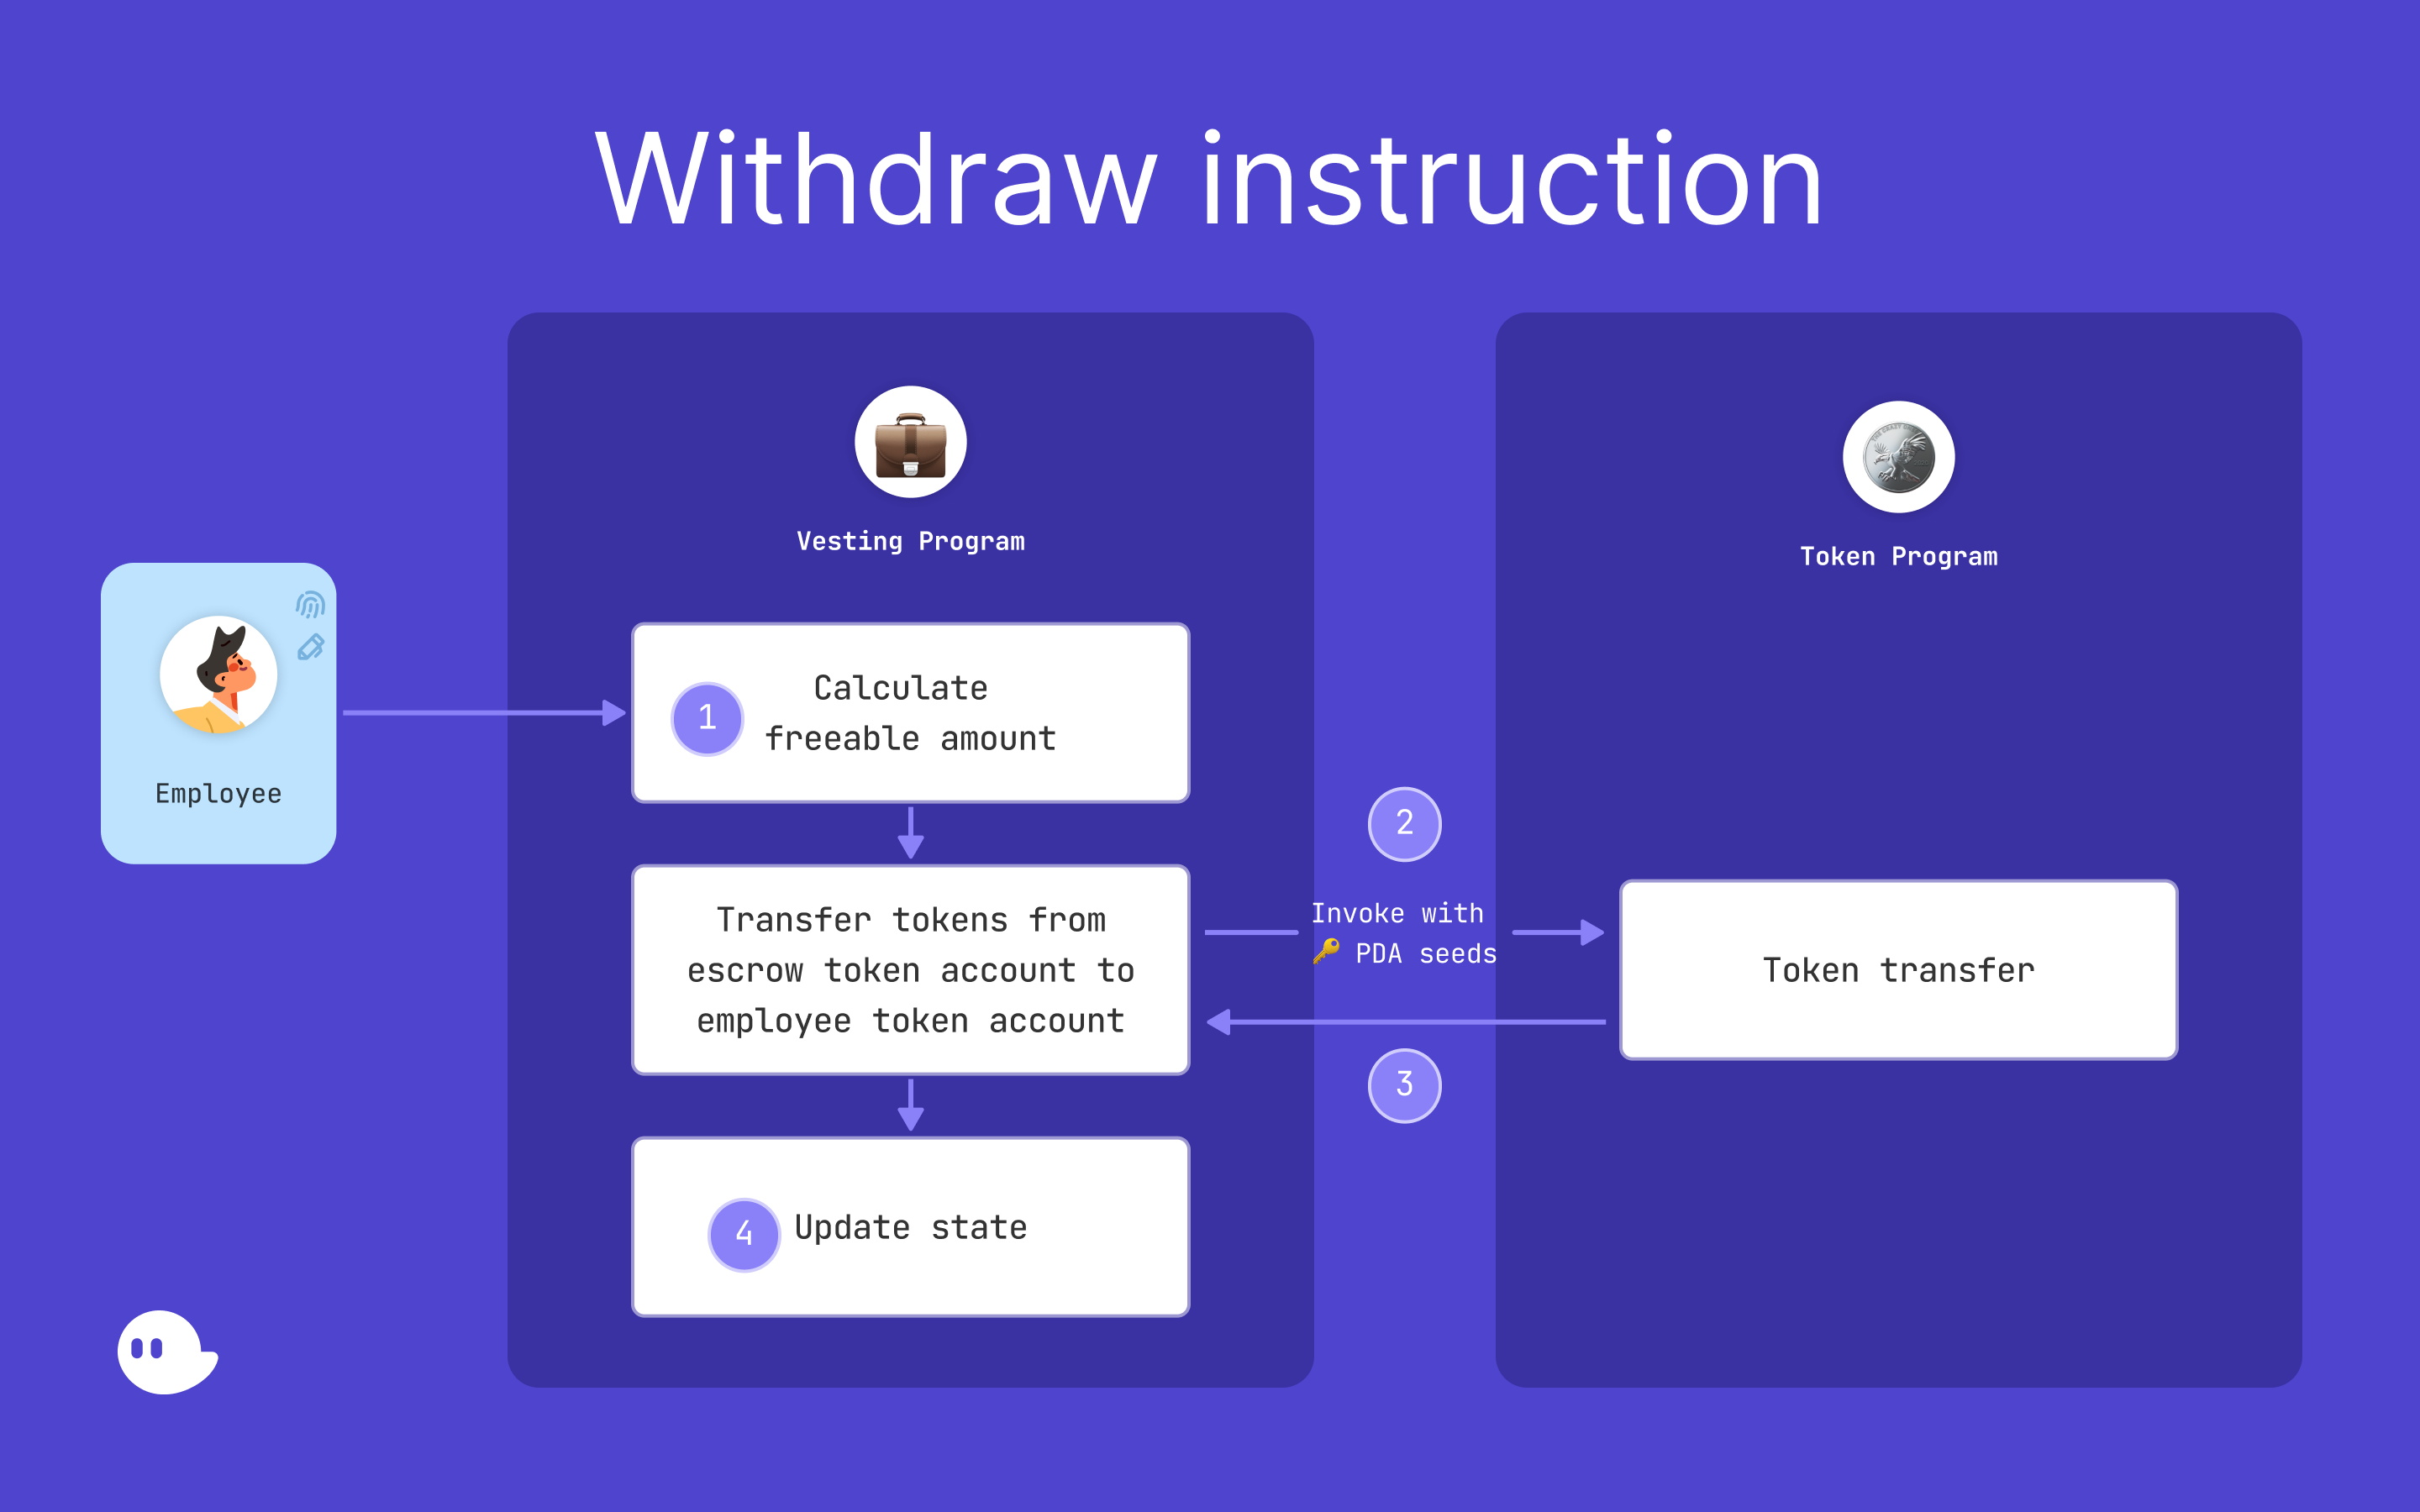 Withdraw instruction
Employee
Vesting Program
1
Calculate
freeable amount
Transfer tokens from
escrow token account to
employee token account
4
Update state
2
Invoke with
🔑 PDA seeds
3
Token Program
Token transfer